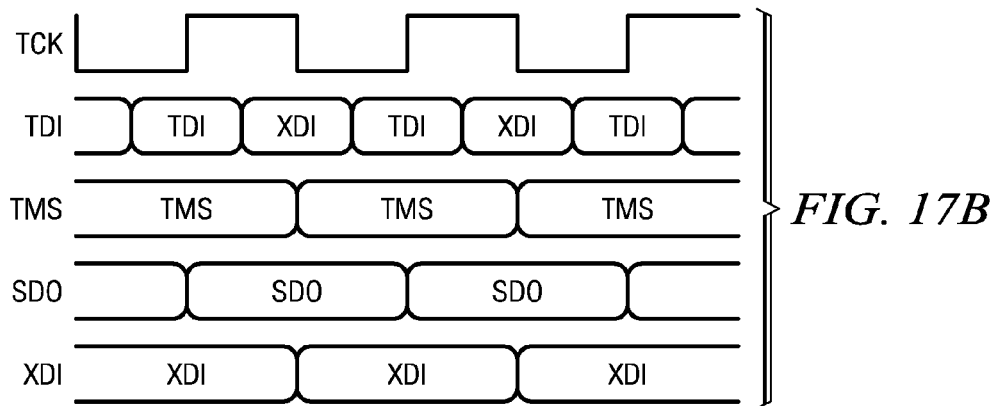 TCK
TDI TDI XDI TDI XDI TDI
TMS TMS TMS TMS
SDO SDO SDO
XDI XDI XDI XDI
FIG. 17B